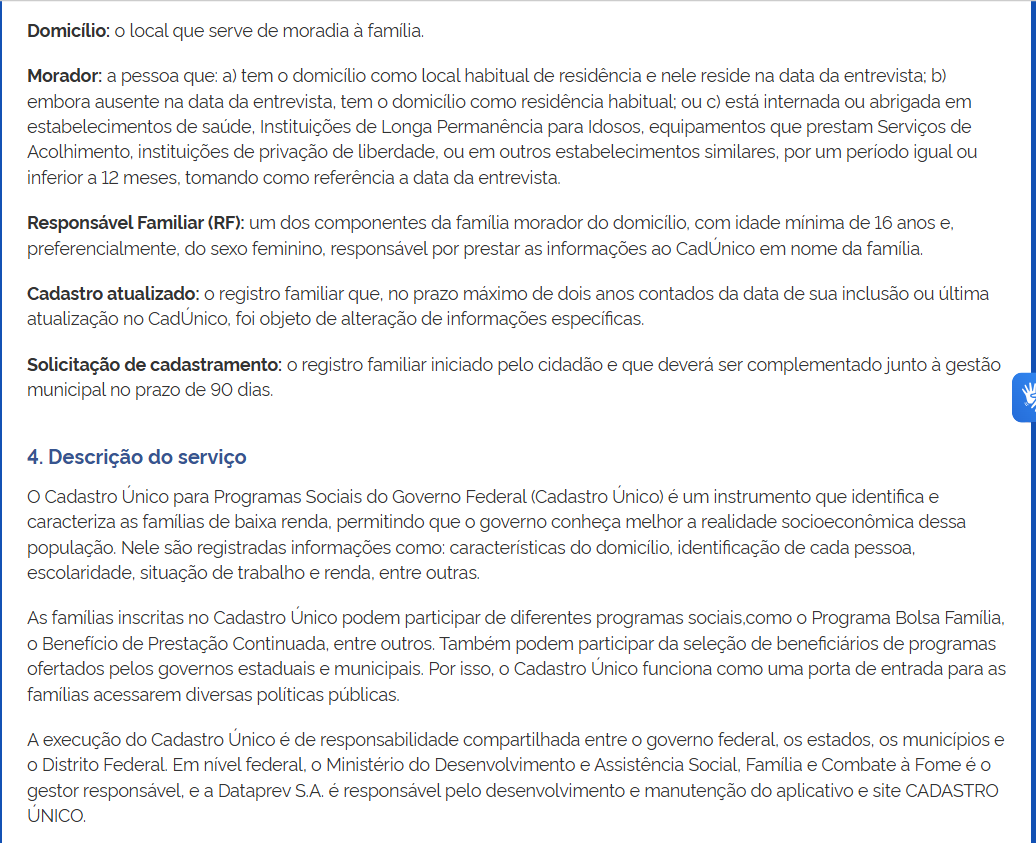 Domicílio: o local que serve de moradia à família.
Morador: a pessoa que: a) tem o domicílio como local habitual de residência e nele reside na data da entrevista; b)
embora ausente na data da entrevista, tem o domicílio como residência habitual; ou c) está internada ou abrigada em
estabelecimentos de saúde, Instituições de Longa Permanência para Idosos, equipamentos que prestam Serviços de
Acolhimento, instituições de privação de liberdade, ou em outros estabelecimentos similares, por um período igual ou
inferior a 12 meses, tomando como referência a data da entrevista.
Responsável Familiar (RF): um dos componentes da família morador do domicílio, com idade mínima de 16 anos e,
preferencialmente, do sexo feminino, responsável por prestar as informações ao CadÚnico em nome da família.
Cadastro atualizado: o registro familiar que, no prazo máximo de dois anos contados da data de sua inclusão ou última
atualização no CadÚnico, foi objeto de alteração de informações específicas.
Solicitação de cadastramento: o registro familiar iniciado pelo cidadão e que deverá ser complementado junto à gestão
municipal no prazo de 90 dias.
4. Descrição do serviço
O Cadastro Único para Programas Sociais do Governo Federal (Cadastro Único) é um instrumento que identifica e
caracteriza as famílias de baixa renda, permitindo que o governo conheça melhor a realidade socioeconômica dessa
população. Nele são registradas informações como: características do domicílio, identificação de cada pessoa,
escolaridade, situação de trabalho e renda, entre outras.
As famílias inscritas no Cadastro Único podem participar de diferentes programas sociais,como o Programa Bolsa Família,
o Benefício de Prestação Continuada, entre outros. Também podem participar da seleção de beneficiários de programas
ofertados pelos governos estaduais e municipais. Por isso, o Cadastro Único funciona como uma porta de entrada para as
famílias acessarem diversas políticas públicas.
A execução do Cadastro Único é de responsabilidade compartilhada entre o governo federal, os estados, os municípios e
o Distrito Federal. Em nível federal, o Ministério do Desenvolvimento e Assistência Social, Família e Combate à Fome é o
gestor responsável, e a Dataprev S.A. é responsável pelo desenvolvimento e manutenção do aplicativo e site CADASTRO
ÚNICO.